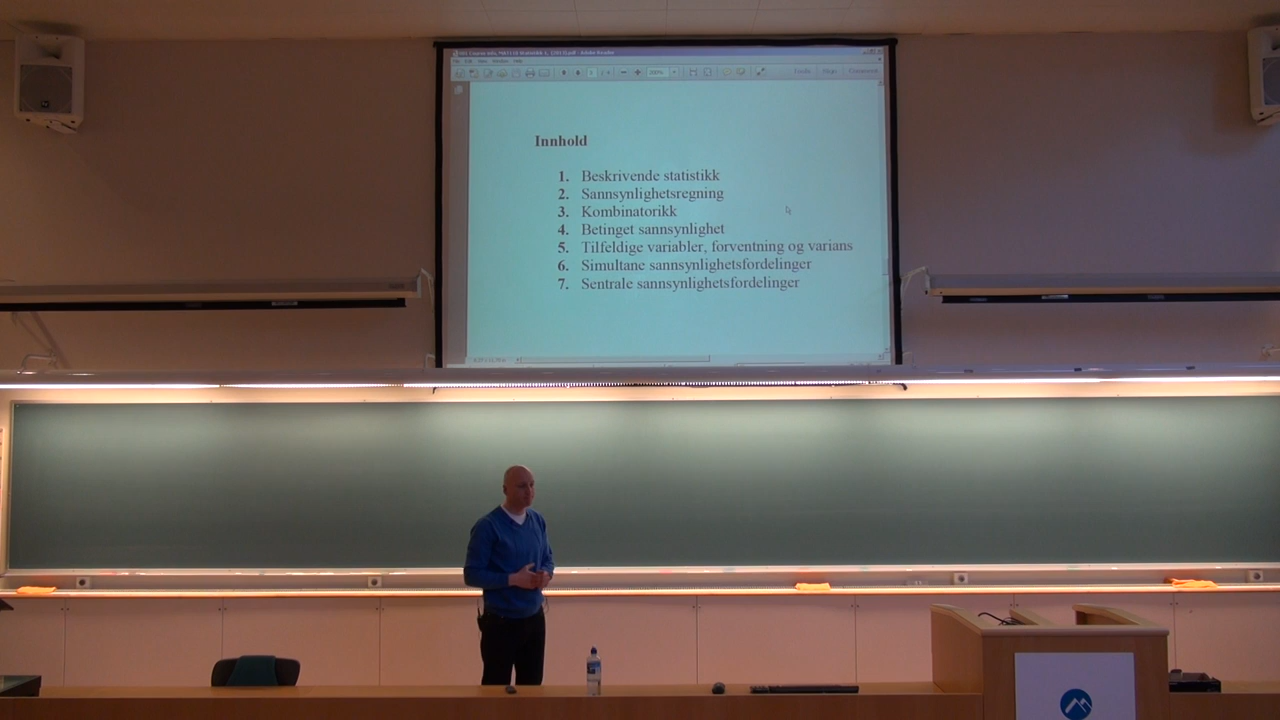 Innhold
1. Beskrivende statistikk
2. Sannsynlighetsregning
3. Kombinatorikk
4. Betinget sannsynlighet
5. Tilfeldige variabler, forventning og varians
6. Simultane sannsynlighetsfordelinger
7. Sentrale sannsynlighetsfordelinger